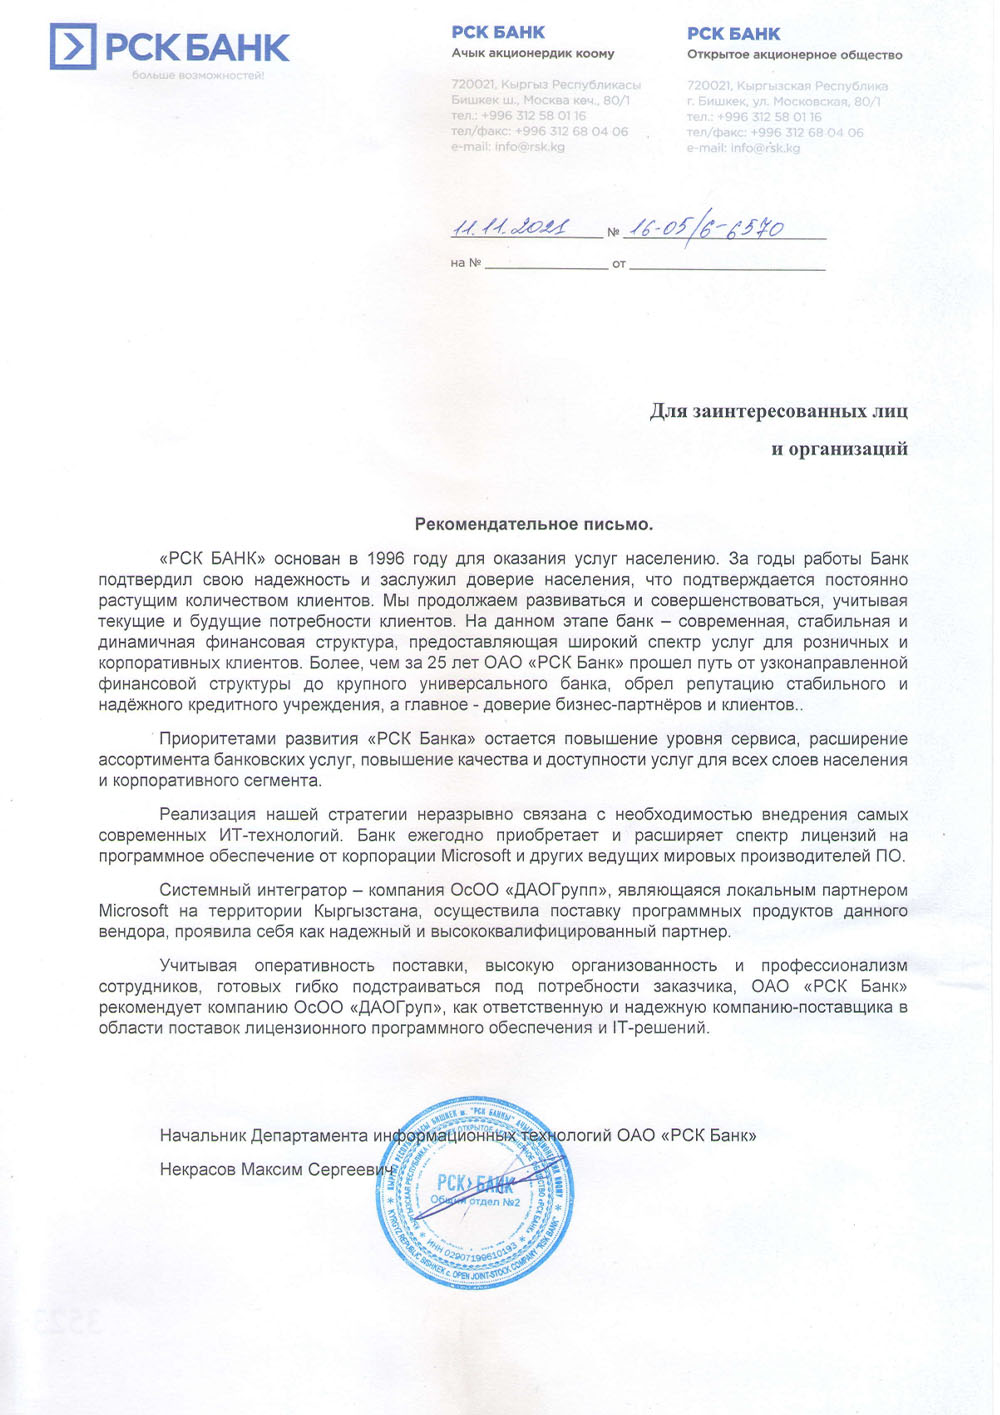 РСК БАНК
больше возможностей!
РСК БАНК
Ачык акционердик коому
720021, Кыргыз Республикасы
Бишкек ш., Москва көч., 80/1
тел.: +996 312 58 01 16
тел/факс: +996 312 68 04 06
e-mail: info@rsk.kg
РСК БАНК
Открытое акционерное общество
720021, Кыргызская Республика
г. Бишкек, ул. Московская, 80/1
тел.: +996 312 58 01 16
тел/факс: +996 312 68 04 06
e-mail: info@rsk.kg
11.11.2021 № 16-05/6-6570
на № от
Для заинтересованных лиц
и организаций
Рекомендательное письмо.
«РСК БАНК» основан в 1996 году для оказания услуг населению. За годы работы Банк
подтвердил свою надежность и заслужил доверие населения, что подтверждается постоянно
растущим количеством клиентов. Мы продолжаем развиваться и совершенствоваться, учитывая
текущие и будущие потребности клиентов. На данном этапе банк – современная, стабильная и
динамичная финансовая структура, предоставляющая широкий спектр услуг для розничных и
корпоративных клиентов. Более, чем за 25 лет ОАО «РСК Банк» прошел путь от узконаправленной
финансовой структуры до крупного универсального банка, обрел репутацию стабильного и
надёжного кредитного учреждения, а главное - доверие бизнес-партнёров и клиентов..
Приоритетами развития «РСК Банка» остается повышение уровня сервиса, расширение
ассортимента банковских услуг, повышение качества и доступности услуг для всех слоев населения
и корпоративного сегмента.
Реализация нашей стратегии неразрывно связана с необходимостью внедрения самых
современных ИТ-технологий. Банк ежегодно приобретает и расширяет спектр лицензий на
программное обеспечение от корпорации Microsoft и других ведущих мировых производителей ПО.
Системный интегратор – компания ОсОО «ДАОГрупп», являющаяся локальным партнером
Microsoft на территории Кыргызстана, осуществила поставку программных продуктов данного
вендора, проявила себя как надежный и высококвалифицированный партнер.
Учитывая оперативность поставки, высокую организованность и профессионализм
сотрудников, готовых гибко подстраиваться под потребности заказчика, ОАО «РСК Банк»
рекомендует компанию ОсОО «ДАОГруп», как ответственную и надежную компанию-поставщика в
области поставок лицензионного программного обеспечения и IT-решений.
Начальник Департамента информационных технологий ОАО «РСК Банк»
Некрасов Максим Сергеевич
РСК БАНК
Общий отдел №2
ИНН 02907199610193
KYRGYZ REPUBLIC BISHKEK c. OPEN JOINT-STOCK COMPANY "RSK BANK"